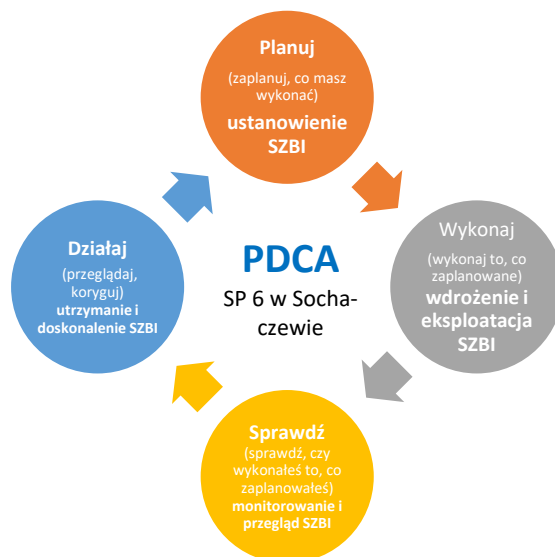 Planuj
(zaplanuj, co masz
wykonać)
ustanowienie
SZBI
Wykonaj
(wykonaj to, co
zaplanowane)
wdrożenie i
eksploatacja
SZBI
Sprawdź
(sprawdź, czy
wykonałeś to, co
zaplanowałeś)
monitorowanie i
przegląd SZBI
Działaj
(przeglądaj,
koryguj)
utrzymanie i
doskonalenie SZBI
PDCA
SP 6 w Socha-
czewie